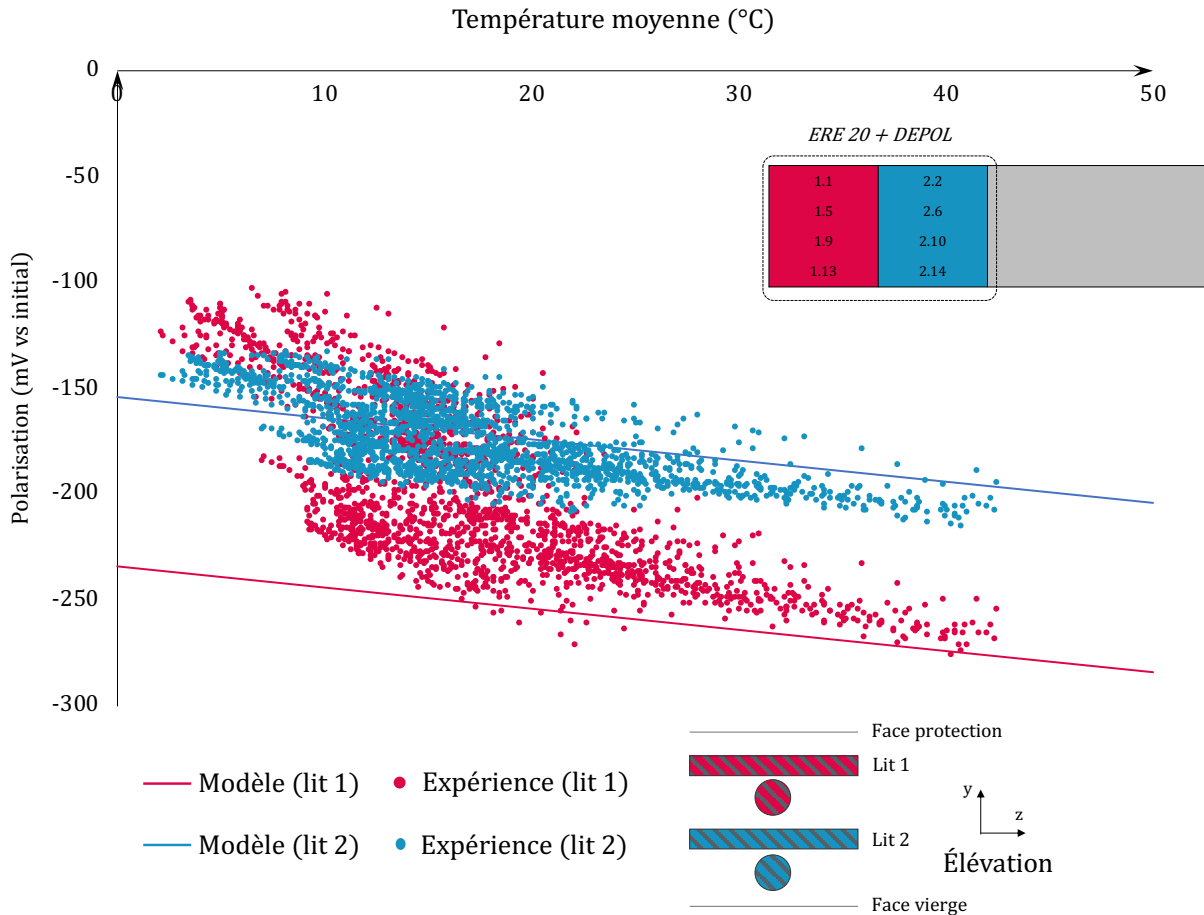 Température moyenne (°C)
0
0 10 20 30 40 50
ERE 20 + DEPOL
-50
1.1 2.2
1.5 2.6
1.9 2.10
1.13 2.14
-100
-150
-200
-250
-300
Polarisation (mV vs initial)
Face protection
Modèle (lit 1) Expérience (lit 1)
Lit 1
Modèle (lit 2) Expérience (lit 2)
Lit 2
y
z
Élévation
Face vierge